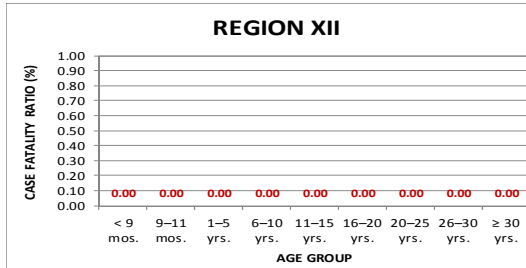 REGION XII
CASE FATALITY RATIO (%)
1.00
0.90
0.80
0.70
0.60
0.50
0.40
0.30
0.20
0.10
0.00
0.00 0.00 0.00 0.00 0.00 0.00 0.00 0.00 0.00
< 9 9–11 1–5 6–10 11–15 16–20 20–25 26–30 ≥ 30
mos. mos. yrs. yrs. yrs. yrs. yrs. yrs. yrs.
AGE GROUP